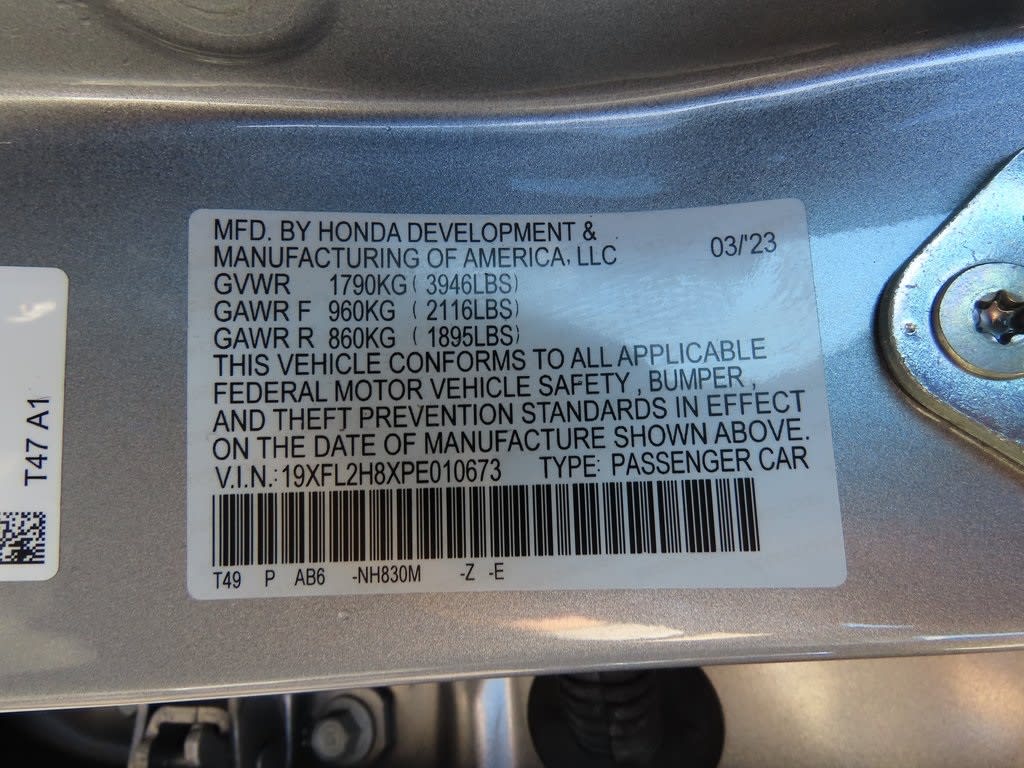 MFD. BY HONDA DEVELOPMENT &
MANUFACTURING OF AMERICA, LLC 03/'23
GVWR 1790KG ( 3946LBS)
GAWR F 960KG ( 2116LBS)
GAWR R 860KG ( 1895LBS)
THIS VEHICLE CONFORMS TO ALL APPLICABLE
FEDERAL MOTOR VEHICLE SAFETY , BUMPER ,
AND THEFT PREVENTION STANDARDS IN EFFECT
ON THE DATE OF MANUFACTURE SHOWN ABOVE.
V.I.N.:19XFL2H8XPE010673 TYPE: PASSENGER CAR
T49 P AB6 -NH830M -Z -E
T47 A1